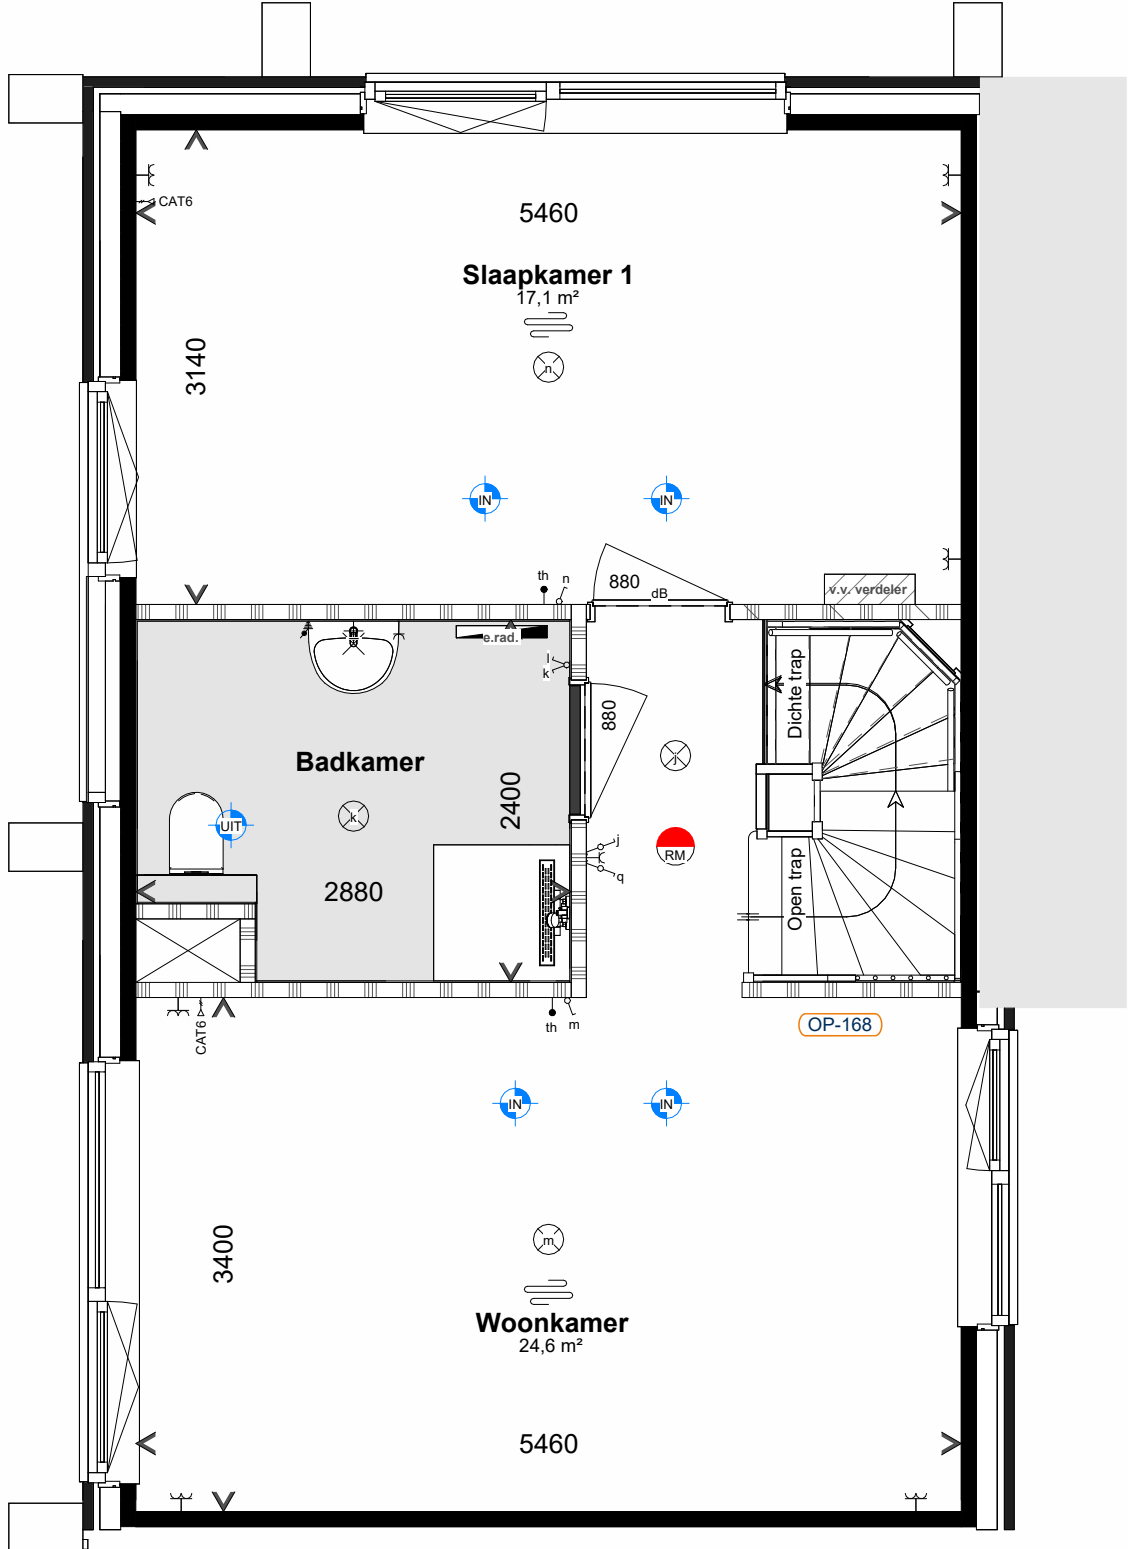 CAT6
5460
Slaapkamer 1
17,1 m²
3140
n
IN
IN
th
n
880
dB
v.v. verdeler
e.rad.
l
k
880
Dichte trap
Badkamer
j
2400
k
UIT
j
RM
q
2880
Open trap
CAT6
th
m
OP-168
IN
IN
3400
m
Woonkamer
24,6 m²
5460